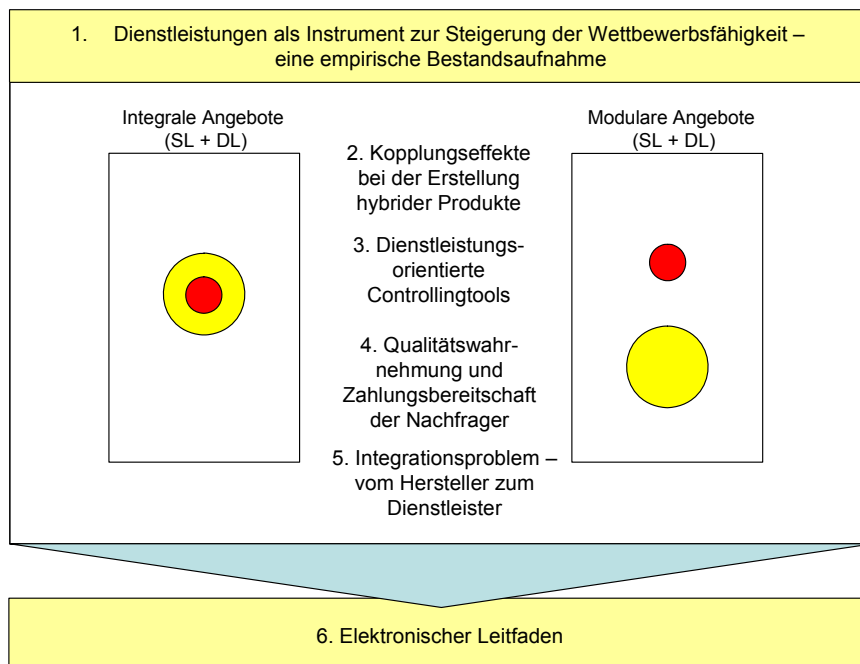 1. Dienstleistungen als Instrument zur Steigerung der Wettbewerbsfähigkeit –
eine empirische Bestandsaufnahme
Integrale Angebote
(SL + DL)
2. Kopplungseffekte
bei der Erstellung
hybrider Produkte
3. Dienstleistungs-
orientierte
Controllingtools
4. Qualitätswahr-
nehmung und
Zahlungsbereitschaft
der Nachfrager
5. Integrationsproblem –
vom Hersteller zum
Dienstleister
Modulare Angebote
(SL + DL)
6. Elektronischer Leitfaden